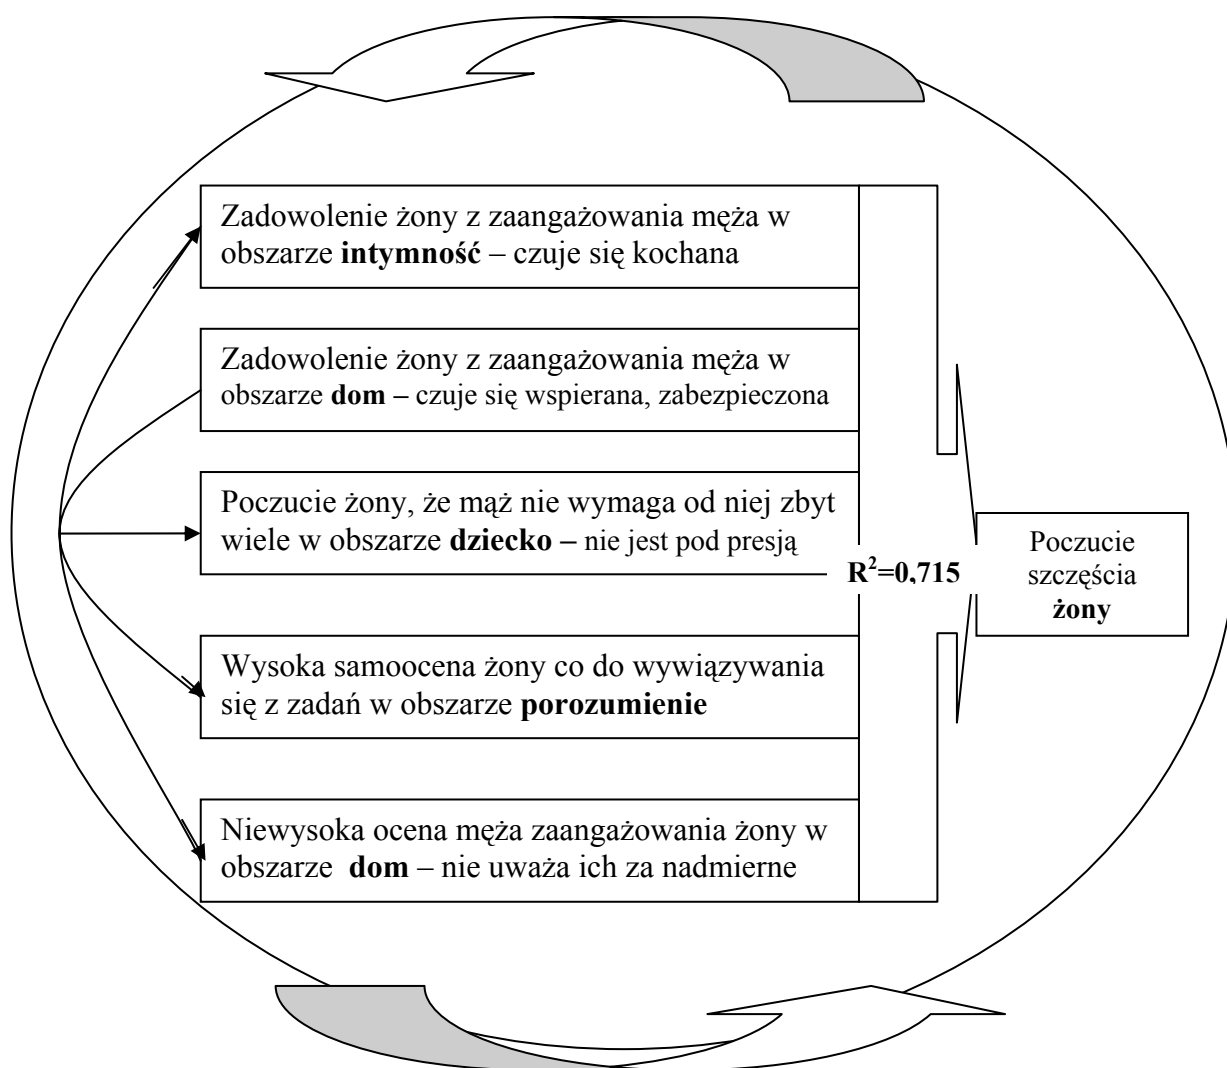 Zadowolenie żony z zaangażowania męża w
obszarze intymność – czuje się kochana
Zadowolenie żony z zaangażowania męża w
obszarze dom – czuje się wspierana, zabezpieczona
Poczucie żony, że mąż nie wymaga od niej zbyt
wiele w obszarze dziecko – nie jest pod presją
R²=0,715
Poczucie
szczęścia
żony
Wysoka samoocena żony co do wywiązywania
się z zadań w obszarze porozumienie
Niewysoka ocena męża zaangażowania żony w
obszarze dom – nie uważa ich za nadmierne